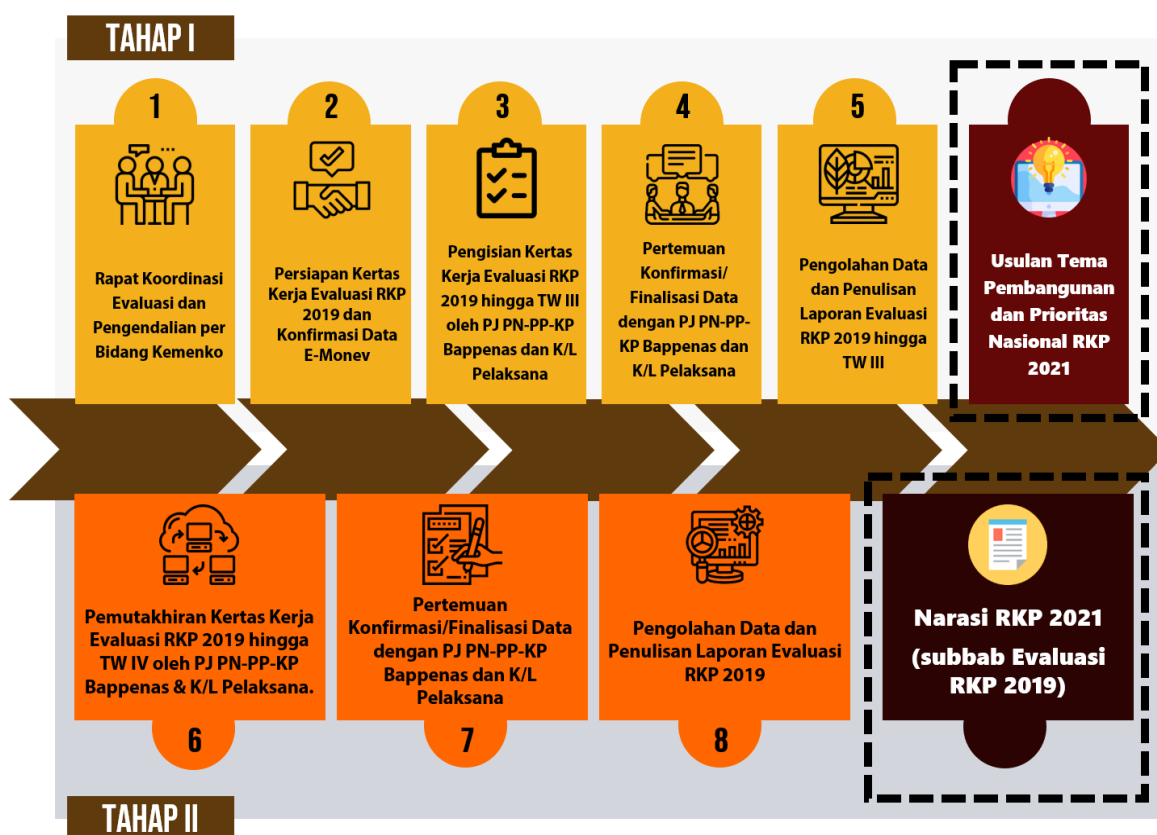 TAHAP I
1
Rapat Koordinasi
Evaluasi dan
Pengendalian per
Bidang Kemenko
2
Persiapan Kertas
Kerja Evaluasi RKP
2019 dan
Konfirmasi Data
E-Monev
3
Pengisian Kertas
Kerja Evaluasi RKP
2019 hingga TW III
oleh PJ PN-PP-KP
Bappenas dan K/L
Pelaksana
4
Pertemuan
Konfirmasi/
Finalisasi Data
dengan PJ PN-PP-
KP Bappenas dan
K/L Pelaksana
5
Pengolahan Data
dan Penulisan
Laporan Evaluasi
RKP 2019 hingga
TW III
Usulan Tema
Pembangunan
dan Prioritas
Nasional RKP
2021
Pemutakhiran Kertas Kerja
Evaluasi RKP 2019 hingga
TW IV oleh PJ PN-PP-KP
Bappenas & K/L Pelaksana.
6
Pertemuan
Konfirmasi/Finalisasi Data
dengan PJ PN-PP-KP
Bappenas dan K/L
Pelaksana
7
Pengolahan Data dan
Penulisan Laporan Evaluasi
RKP 2019
8
Narasi RKP 2021
(subbab Evaluasi
RKP 2019)
TAHAP II